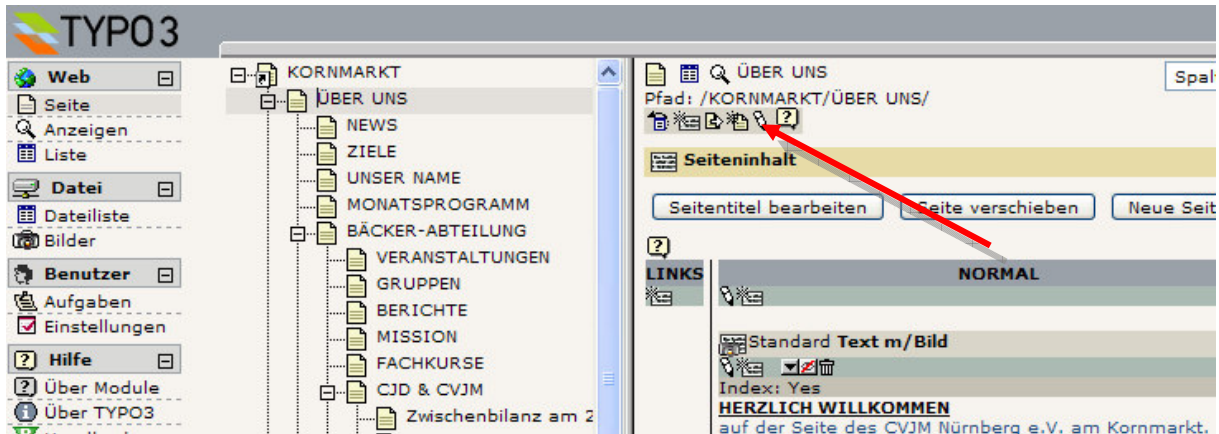 TYPO3
Web
Seite
Anzeigen
Liste
Datei
Dateiliste
Bilder
Benutzer
Aufgaben
Einstellungen
Hilfe
Über Module
Über TYPO3
KORNMARKT
ÜBER UNS
NEWS
ZIELE
UNSER NAME
MONATSPROGRAMM
BÄCKER-ABTEILUNG
VERANSTALTUNGEN
GRUPPEN
BERICHTE
MISSION
FACHKURSE
CJD & CVJM
Zwischenbilanz am 2
ÜBER UNS
Spal
Pfad: /KORNMARKT/ÜBER UNS/
Seiteninhalt
Seitentitel bearbeiten Seite verschieben Neue Seit
LINKS NORMAL
Standard Text m/Bild
Index: Yes
HERZLICH WILLKOMMEN
auf der Seite des CVJM Nürnberg e.V. am Kornmarkt.